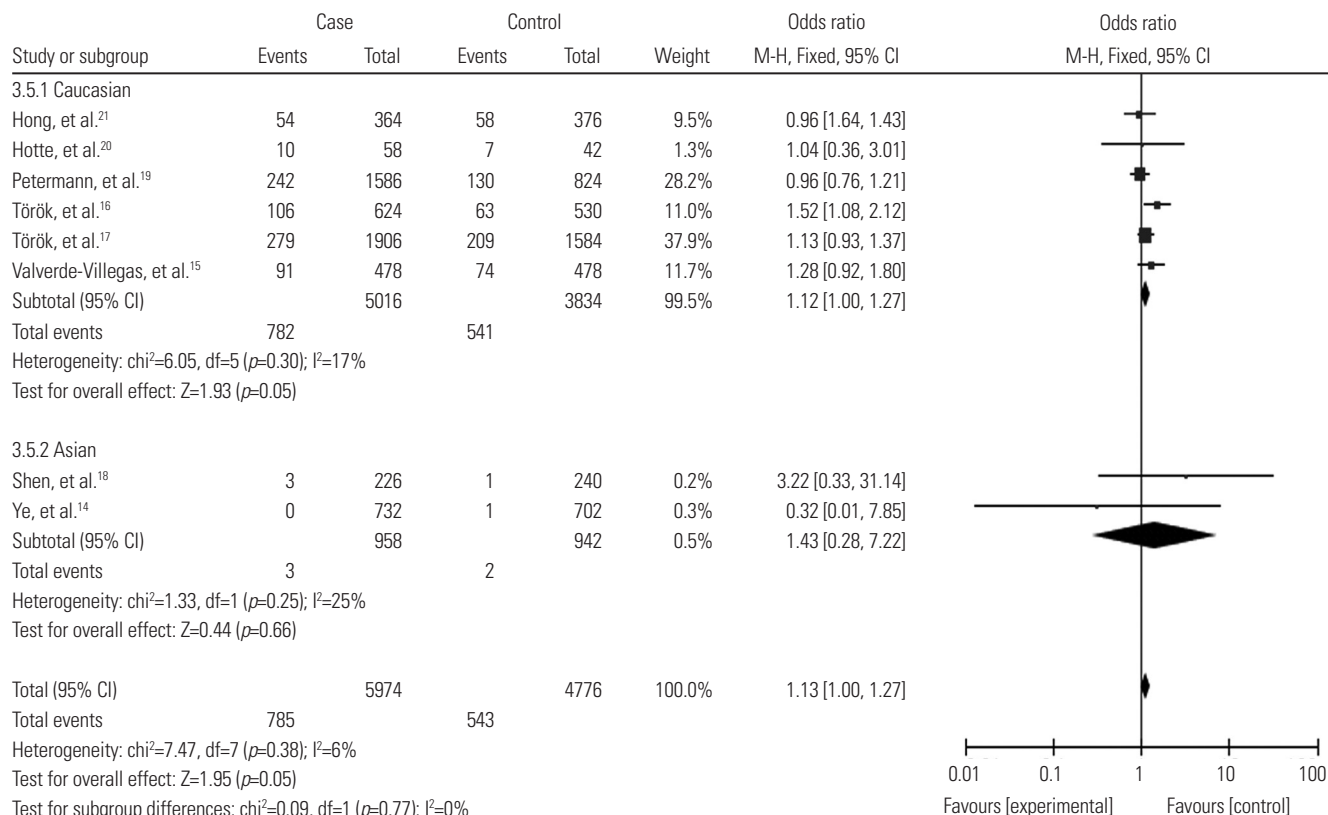 Case Control Odds ratio Odds ratio
Study or subgroup Events Total Events Total Weight M-H, Fixed, 95% CI M-H, Fixed, 95% CI
3.5.1 Caucasian
Hong, et al.²¹ 54 364 58 376 9.5% 0.96 [1.64, 1.43]
Hotte, et al.²⁰ 10 58 7 42 1.3% 1.04 [0.36, 3.01]
Petermann, et al.¹⁹ 242 1586 130 824 28.2% 0.96 [0.76, 1.21]
Török, et al.¹⁶ 106 624 63 530 11.0% 1.52 [1.08, 2.12]
Török, et al.¹⁷ 279 1906 209 1584 37.9% 1.13 [0.93, 1.37]
Valverde-Villegas, et al.¹⁵ 91 478 74 478 11.7% 1.28 [0.92, 1.80]
Subtotal (95% CI) 5016 3834 99.5% 1.12 [1.00, 1.27]
Total events 782 541
Heterogeneity: chi²=6.05, df=5 (p=0.30); I²=17%
Test for overall effect: Z=1.93 (p=0.05)
3.5.2 Asian
Shen, et al.¹⁸ 3 226 1 240 0.2% 3.22 [0.33, 31.14]
Ye, et al.¹⁴ 0 732 1 702 0.3% 0.32 [0.01, 7.85]
Subtotal (95% CI) 958 942 0.5% 1.43 [0.28, 7.22]
Total events 3 2
Heterogeneity: chi²=1.33, df=1 (p=0.25); I²=25%
Test for overall effect: Z=0.44 (p=0.66)
Total (95% CI) 5974 4776 100.0% 1.13 [1.00, 1.27]
Total events 785 543
Heterogeneity: chi²=7.47, df=7 (p=0.38); I²=6%
Test for overall effect: Z=1.95 (p=0.05)
Test for subgroup differences: chi²=0.09, df=1 (p=0.77); I²=0%
0.01 0.1 1 10 100
Favours [experimental] Favours [control]